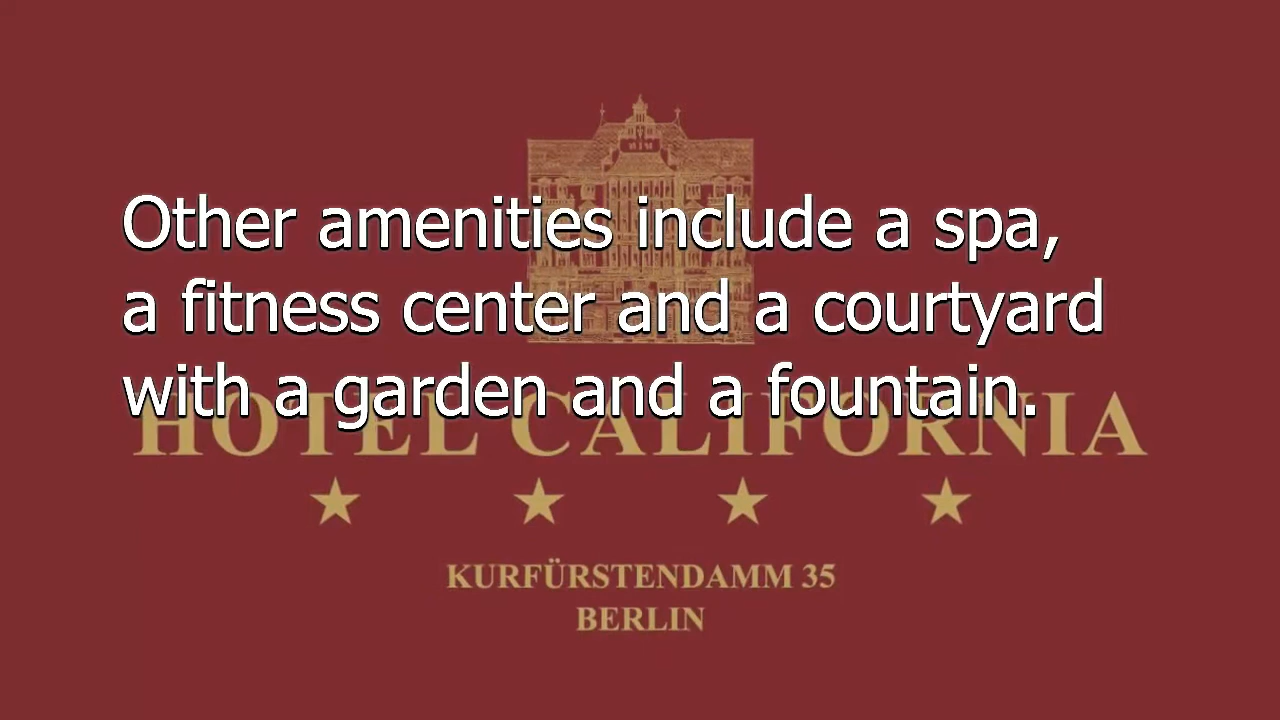 Other amenities include a spa,
a fitness center and a courtyard
with a garden and a fountain.
HOTEL CALIFORNIA
KURFÜRSTENDAMM 35
BERLIN